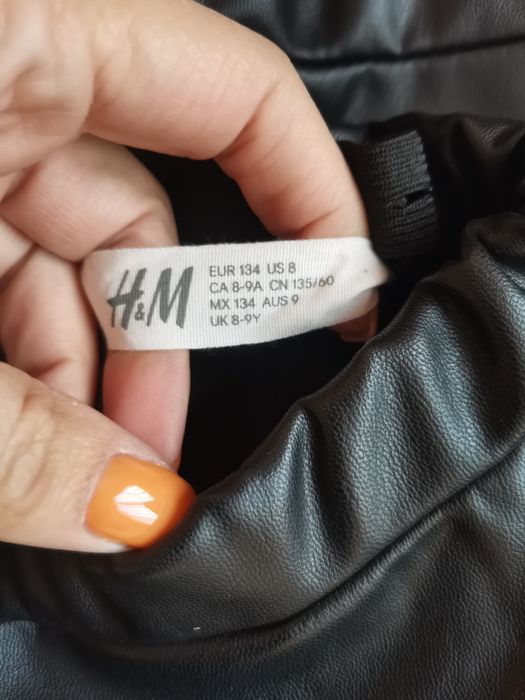 H&M
EUR 134 US 8
CA 8-9A CN 135/60
MX 134 AUS 9
UK 8-9Y